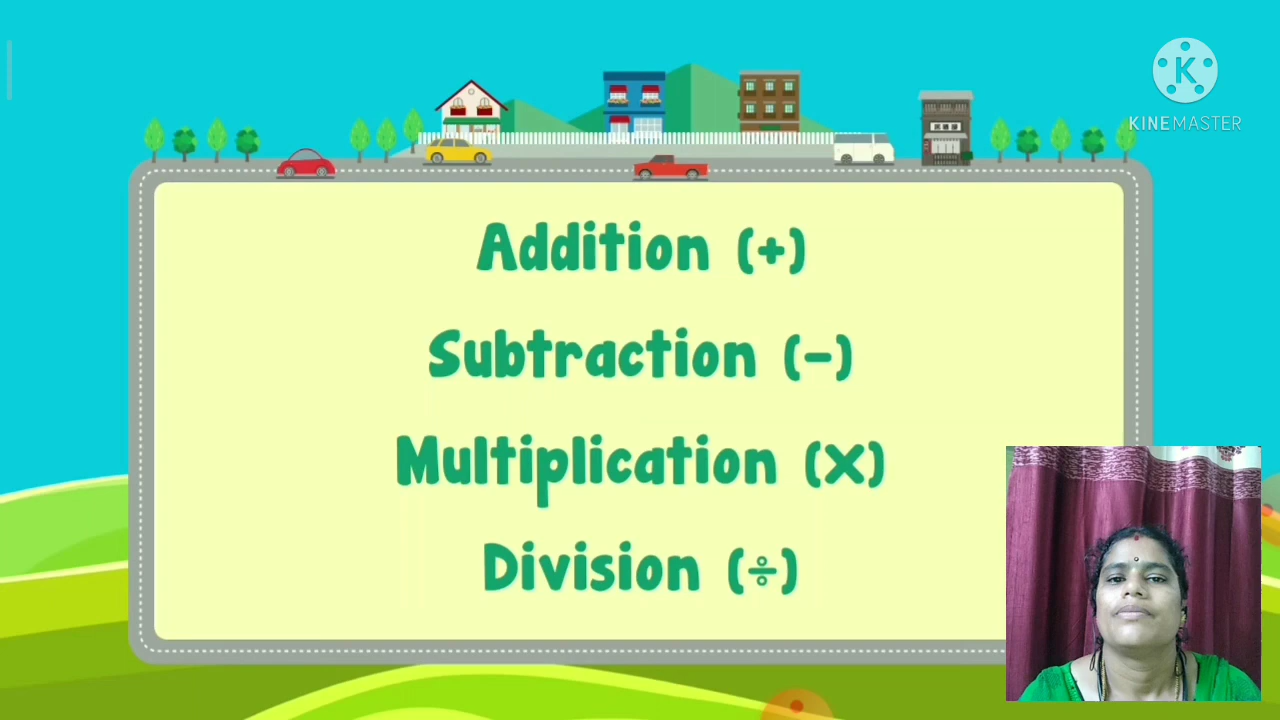 KINEMASTER
Addition (+)
Subtraction (-)
Multiplication (×)
Division (÷)